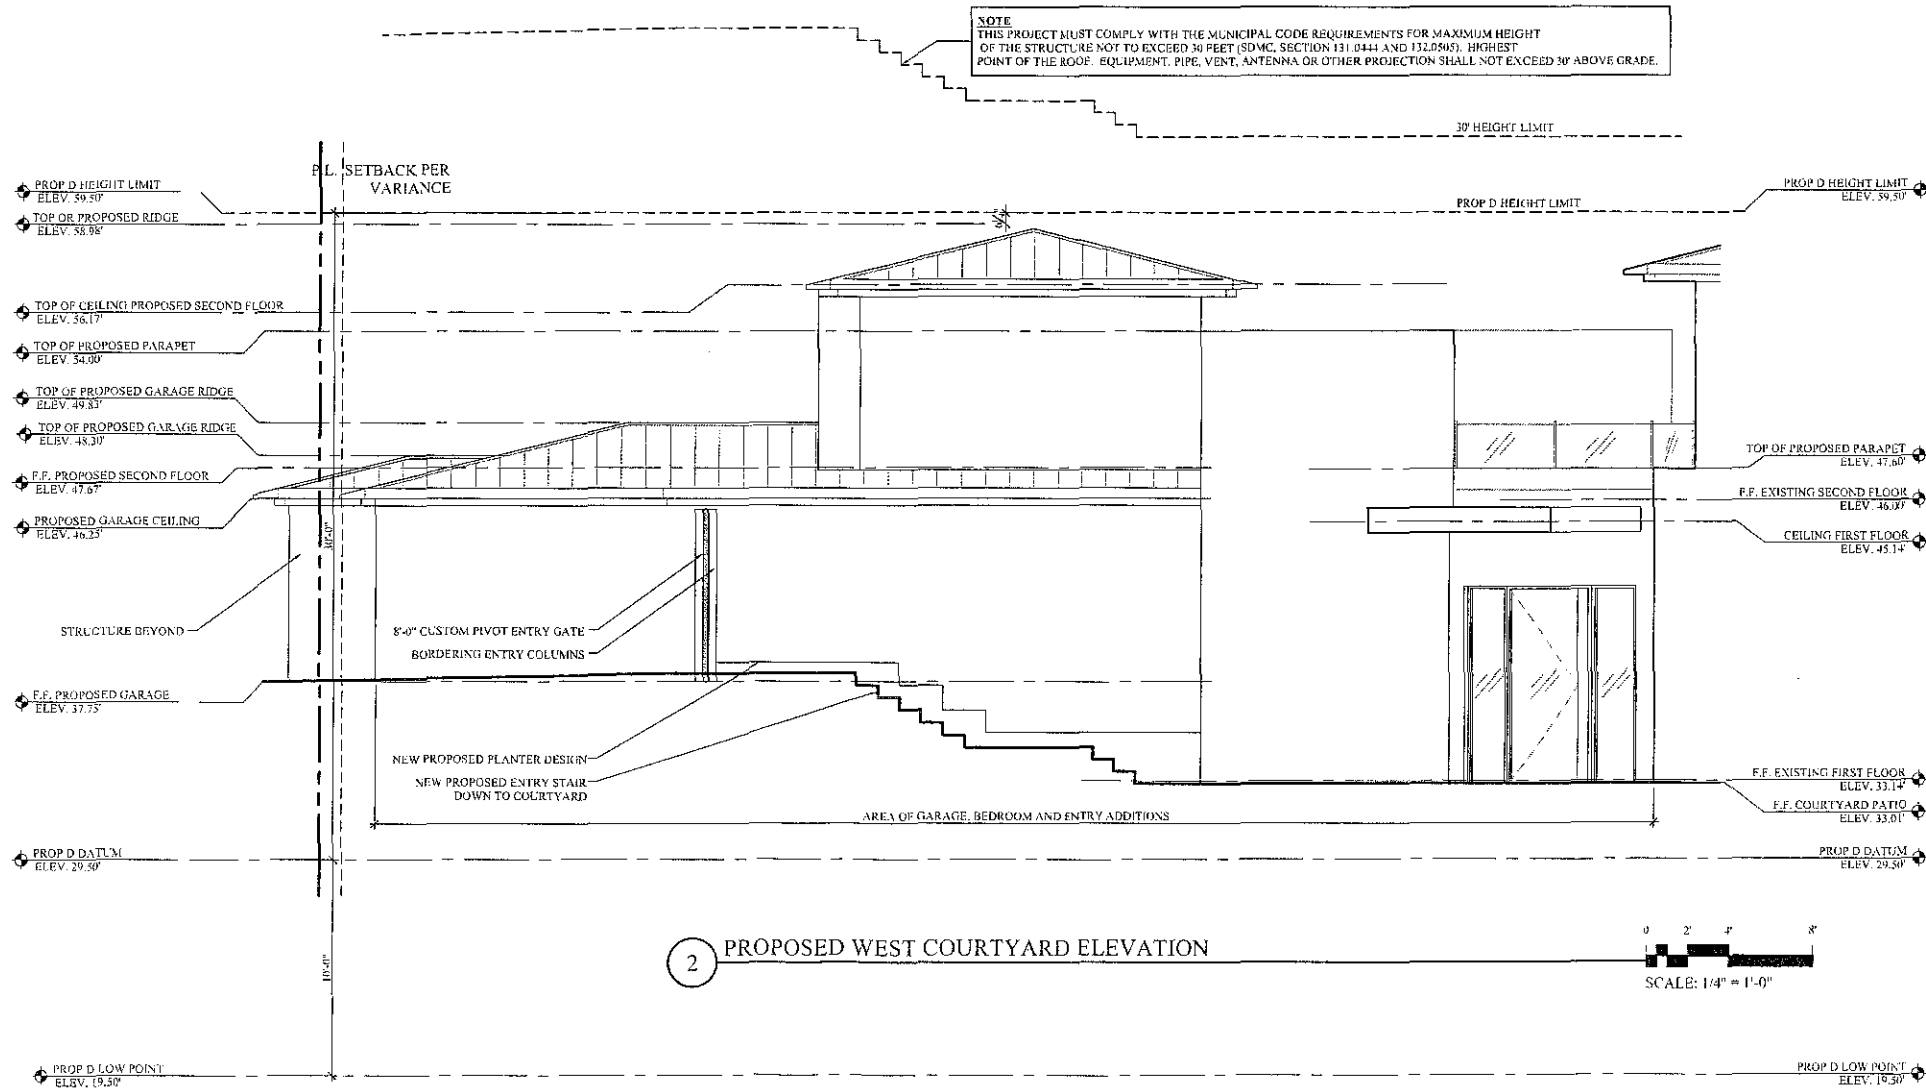 NOTE
THIS PROJECT MUST COMPLY WITH THE MUNICIPAL CODE REQUIREMENTS FOR MAXIMUM HEIGHT
OF THE STRUCTURE NOT TO EXCEED 30 FEET (SDMC, SECTION 131.0444 AND 132.0505). HIGHEST
POINT OF THE ROOF, EQUIPMENT, PIPE, VENT, ANTENNA OR OTHER PROJECTION SHALL NOT EXCEED 30' ABOVE GRADE.
30' HEIGHT LIMIT
P.L. SETBACK PER
VARIANCE
PROP D HEIGHT LIMIT
ELEV. 59.50'
TOP OR PROPOSED RIDGE
ELEV. 58.98'
TOP OF CEILING PROPOSED SECOND FLOOR
ELEV. 56.17'
TOP OF PROPOSED PARAPET
ELEV. 54.00'
TOP OF PROPOSED GARAGE RIDGE
ELEV. 49.83'
TOP OF PROPOSED GARAGE RIDGE
ELEV. 48.30'
F.F. PROPOSED SECOND FLOOR
ELEV. 47.67'
PROPOSED GARAGE CEILING
ELEV. 46.25'
STRUCTURE BEYOND
F.F. PROPOSED GARAGE
ELEV. 37.75'
PROP D DATUM
ELEV. 29.50'
PROP D LOW POINT
ELEV. 19.50'
30'-0"
10'-0"
8'-0" CUSTOM PIVOT ENTRY GATE
BORDERING ENTRY COLUMNS
NEW PROPOSED PLANTER DESIGN
NEW PROPOSED ENTRY STAIR
DOWN TO COURTYARD
AREA OF GARAGE, BEDROOM AND ENTRY ADDITIONS
PROP D HEIGHT LIMIT
PROP D HEIGHT LIMIT
ELEV. 59.50'
TOP OF PROPOSED PARAPET
ELEV. 47.60'
F.F. EXISTING SECOND FLOOR
ELEV. 46.00'
CEILING FIRST FLOOR
ELEV. 45.14'
F.F. EXISTING FIRST FLOOR
ELEV. 33.14'
F.F. COURTYARD PATIO
ELEV. 33.01'
PROP D DATUM
ELEV. 29.50'
2 PROPOSED WEST COURTYARD ELEVATION
0 2' 4' 8'
SCALE: 1/4" = 1'-0"
PROP D LOW POINT
ELEV. 19.50'